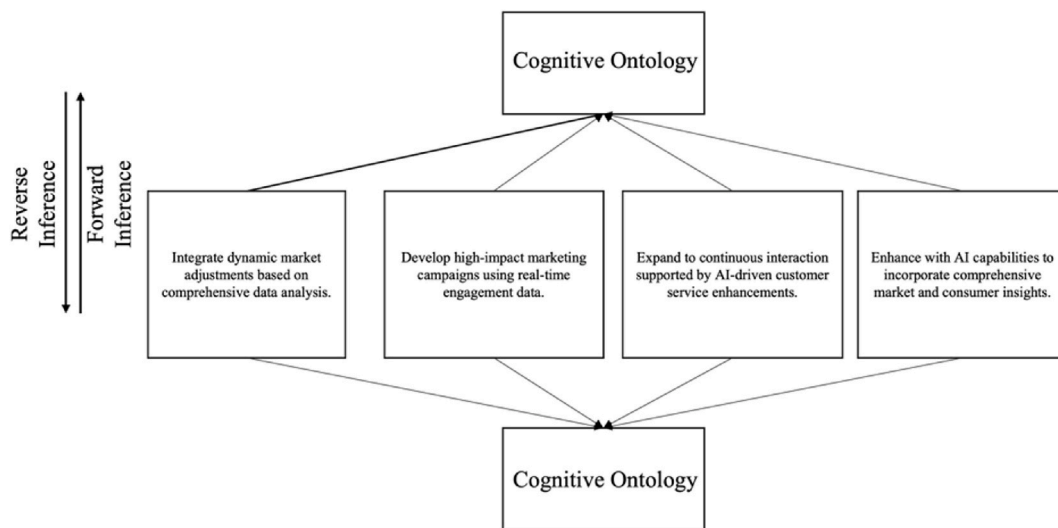 Cognitive Ontology
Reverse
Inference
Forward
Inference
Integrate dynamic market
adjustments based on
comprehensive data analysis.
Develop high-impact marketing
campaigns using real-time
engagement data.
Expand to continuous interaction
supported by AI-driven customer
service enhancements.
Enhance with AI capabilities to
incorporate comprehensive
market and consumer insights.
Cognitive Ontology